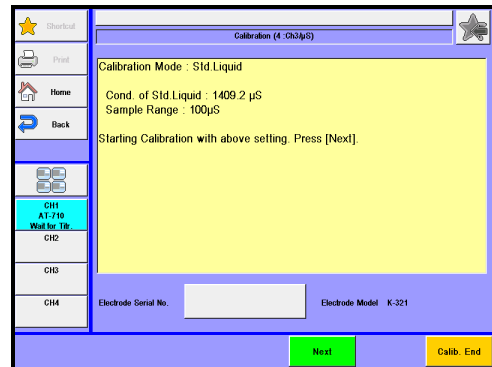 Shortcut
Calibration (4 :Ch3/µS)
Print
Home
Back
Calibration Mode : Std.Liquid
Cond. of Std.Liquid : 1409.2 µS
Sample Range : 100µS
Starting Calibration with above setting. Press [Next].
CH1
AT-710
Wait for Titr.
CH2
CH3
CH4
Electrode Serial No.
Electrode Model K-321
Next
Calib. End